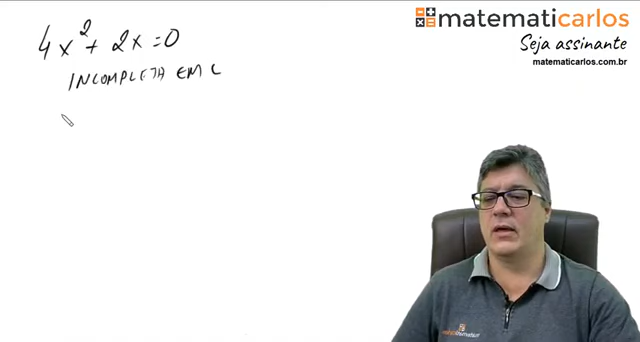 4x²+ 2x = 0
INCOMPLETA EM C
matematicarlos
Seja assinante
matematicarlos.com.br